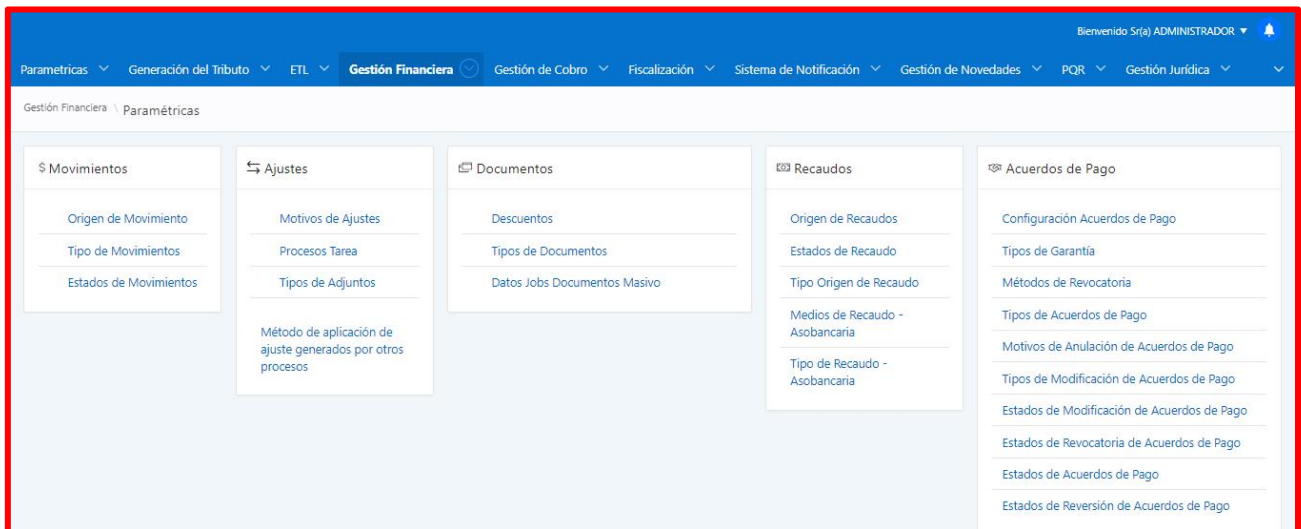 Bienvenido Sr(a) ADMINISTRADOR
Parametricas Generación del Tributo ETL Gestión Financiera Gestión de Cobro Fiscalización Sistema de Notificación Gestión de Novedades PQR Gestión Jurídica
Gestión Financiera \ Paramétricas
$ Movimientos
Origen de Movimiento
Tipo de Movimientos
Estados de Movimientos
Ajustes
Motivos de Ajustes
Procesos Tarea
Tipos de Adjuntos
Método de aplicación de
ajuste generados por otros
procesos
Documentos
Descuentos
Tipos de Documentos
Datos Jobs Documentos Masivo
Recaudos
Origen de Recaudos
Estados de Recaudo
Tipo Origen de Recaudo
Medios de Recaudo -
Asobancaria
Tipo de Recaudo -
Asobancaria
Acuerdos de Pago
Configuración Acuerdos de Pago
Tipos de Garantía
Métodos de Revocatoria
Tipos de Acuerdos de Pago
Motivos de Anulación de Acuerdos de Pago
Tipos de Modificación de Acuerdos de Pago
Estados de Modificación de Acuerdos de Pago
Estados de Revocatoria de Acuerdos de Pago
Estados de Acuerdos de Pago
Estados de Reversión de Acuerdos de Pago